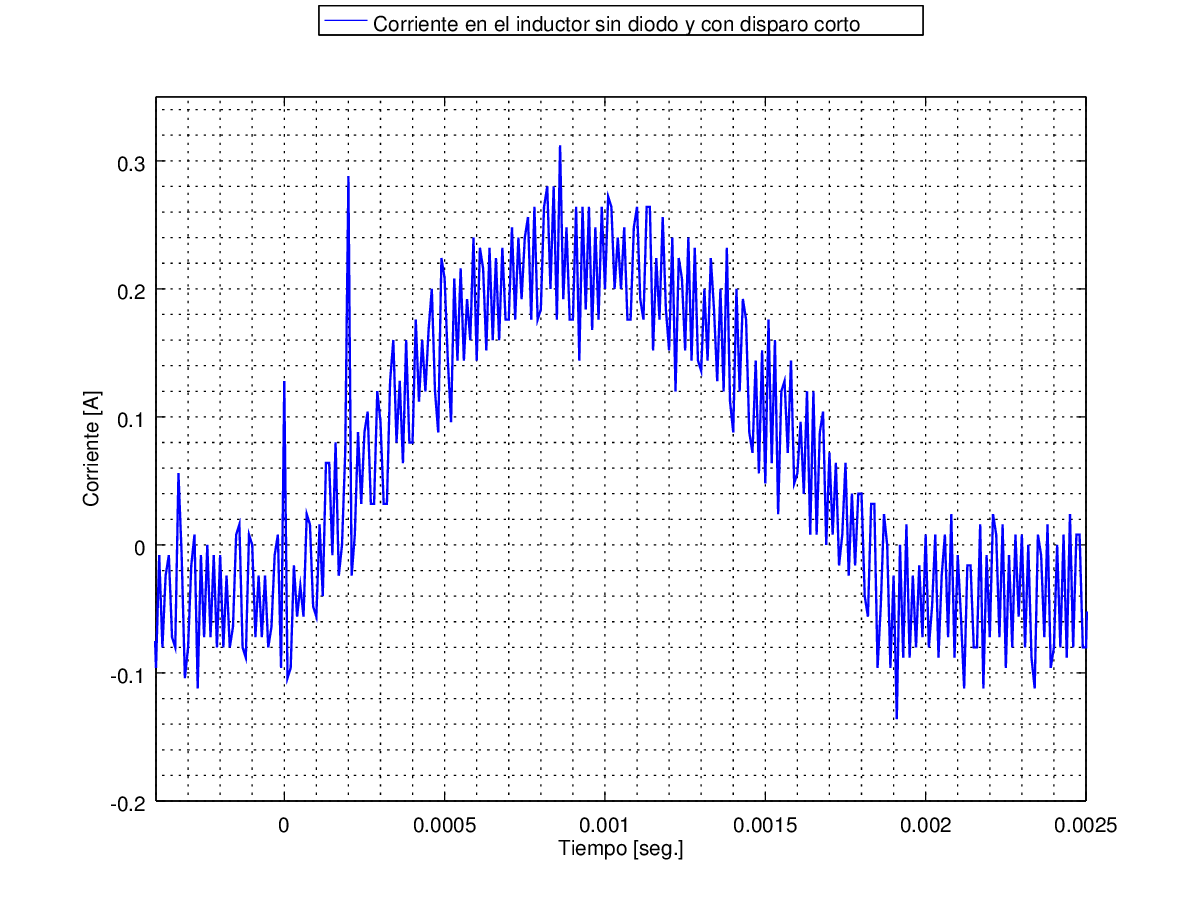 Corriente en el inductor sin diodo y con disparo corto
0.3
0.2
0.1
0
-0.1
-0.2
Corriente [A]
0 0.0005 0.001 0.0015 0.002 0.0025
Tiempo [seg.]